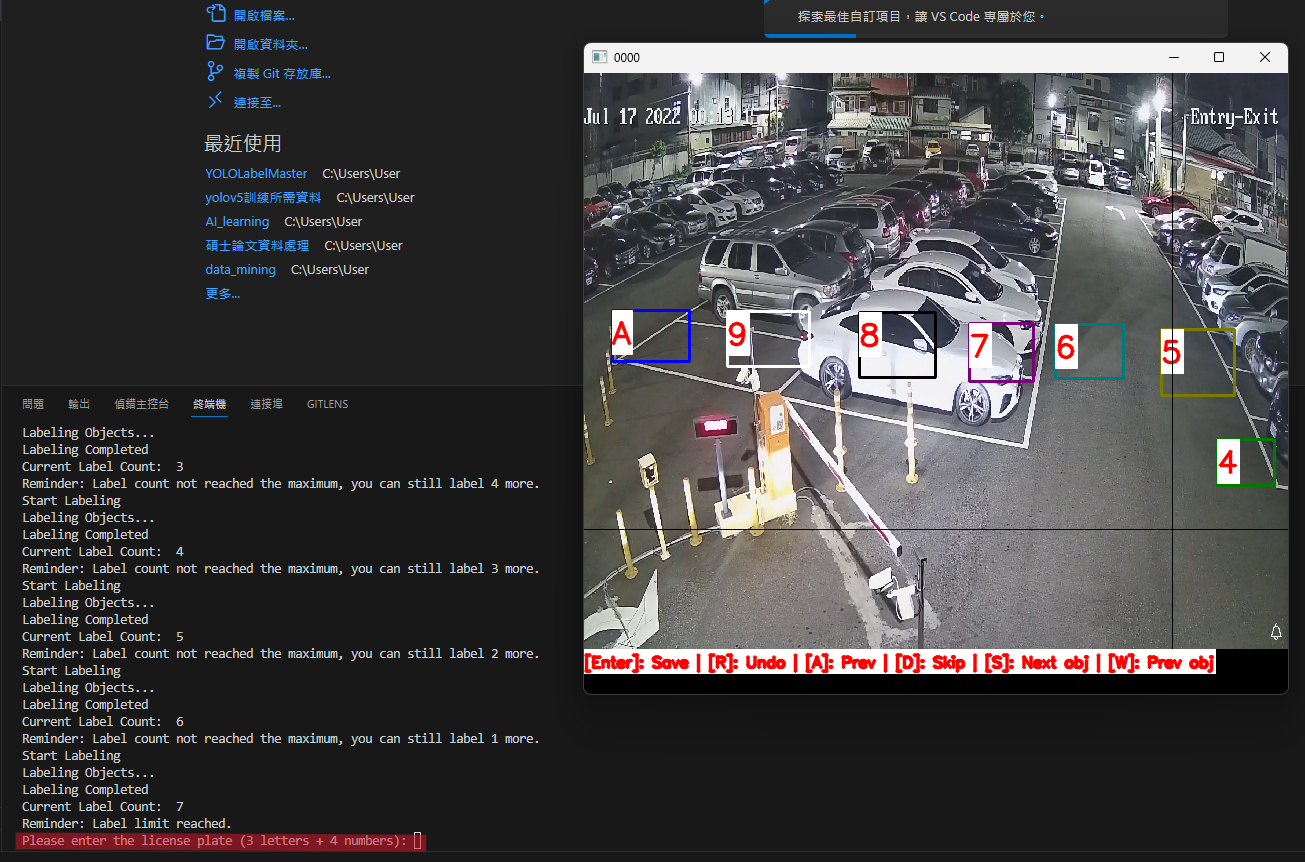 開啟檔案...
開啟資料夾...
複製 Git 存放庫...
連接至...
最近使用
YOLOLabelMaster C:\Users\User
yolov5訓練所需資料 C:\Users\User
AI_learning C:\Users\User
碩士論文資料處理 C:\Users\User
data_mining C:\Users\User
更多...
探索最佳自訂項目，讓 VS Code 專屬於您。
問題 輸出 偵錯主控台 終端機 連接埠 GITLENS
Labeling Objects...
Labeling Completed
Current Label Count: 3
Reminder: Label count not reached the maximum, you can still label 4 more.
Start Labeling
Labeling Objects...
Labeling Completed
Current Label Count: 4
Reminder: Label count not reached the maximum, you can still label 3 more.
Start Labeling
Labeling Objects...
Labeling Completed
Current Label Count: 5
Reminder: Label count not reached the maximum, you can still label 2 more.
Start Labeling
Labeling Objects...
Labeling Completed
Current Label Count: 6
Reminder: Label count not reached the maximum, you can still label 1 more.
Start Labeling
Labeling Objects...
Labeling Completed
Current Label Count: 7
Reminder: Label limit reached.
Please enter the license plate (3 letters + 4 numbers):
0000
Jul 17 2022
Entry-Exit
A 9 8 7 6 5
4
[Enter]: Save | [R]: Undo | [A]: Prev | [D]: Skip | [S]: Next obj | [W]: Prev obj